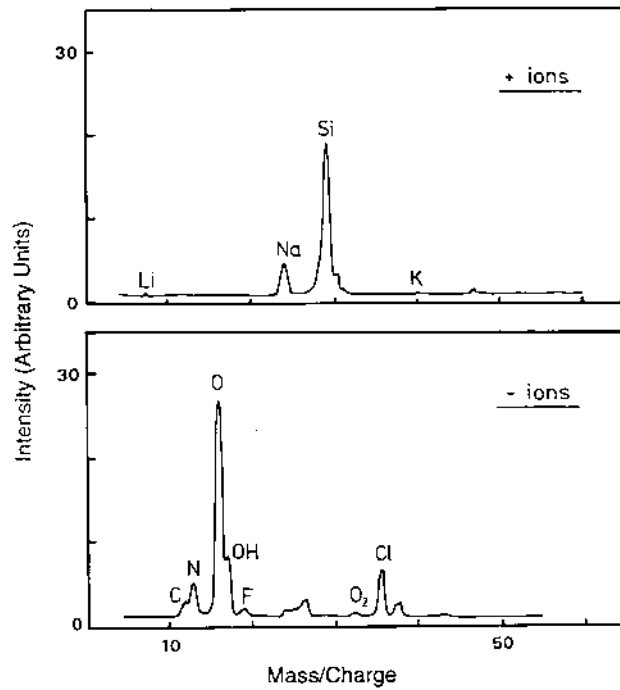 30
+ ions
Si
Na
Li
K
0
Intensity (Arbitrary Units)
30
- ions
O
OH
N
C
F
O₂
Cl
0
10
50
Mass/Charge